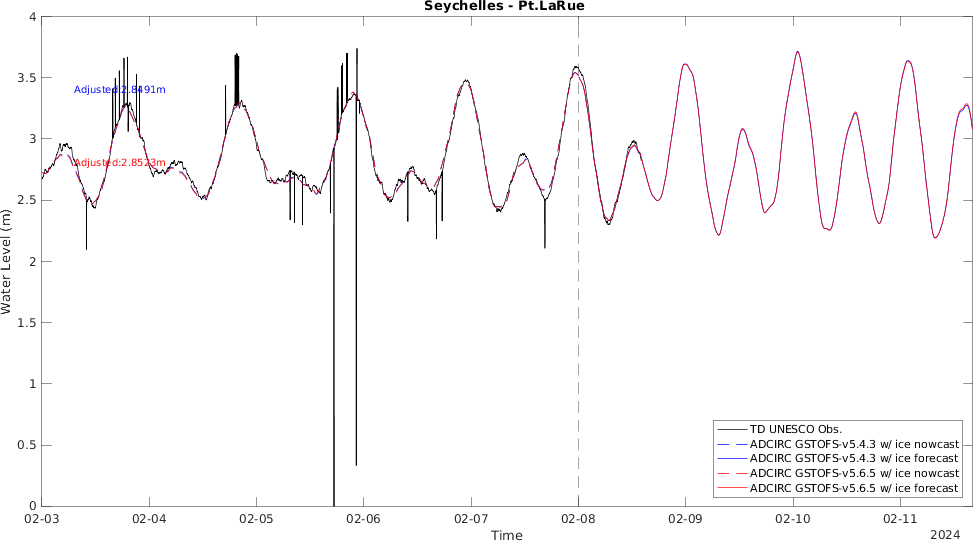 Seychelles - Pt.LaRue
4
3.5
3
2.5
2
1.5
1
0.5
0
Water Level (m)
Adjusted:2.8491m
Adjusted:2.8523m
TD UNESCO Obs.
ADCIRC GSTOFS-v5.4.3 w/ ice nowcast
ADCIRC GSTOFS-v5.4.3 w/ ice forecast
ADCIRC GSTOFS-v5.6.5 w/ ice nowcast
ADCIRC GSTOFS-v5.6.5 w/ ice forecast
02-03 02-04 02-05 02-06 02-07 02-08 02-09 02-10 02-11
Time
2024